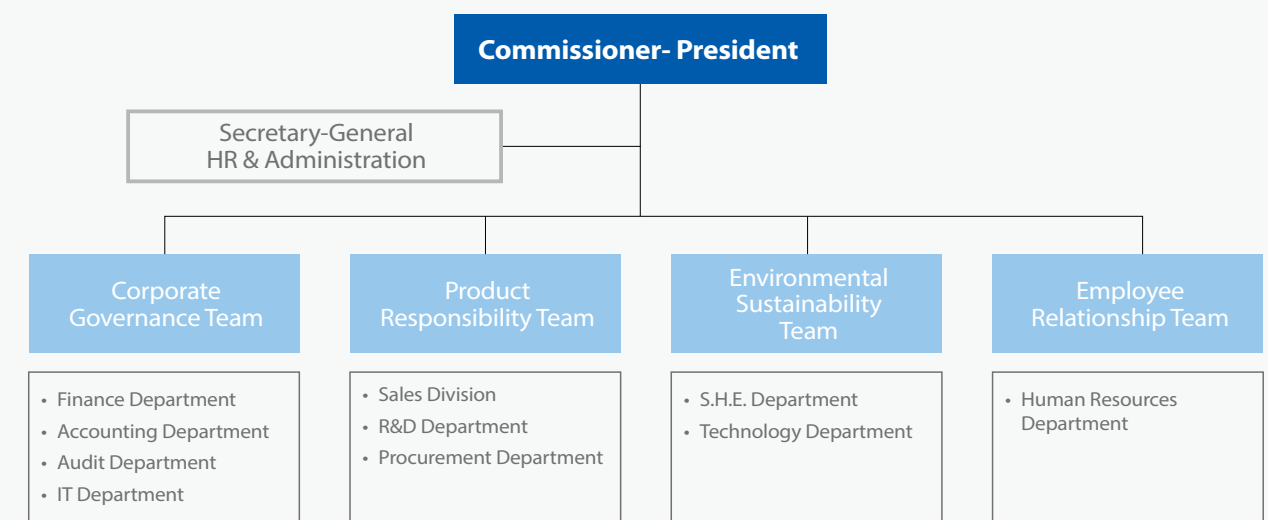 Commissioner- President
Secretary-General
HR & Administration
Corporate
Governance Team
Product
Responsibility Team
Environmental
Sustainability
Team
Employee
Relationship Team
• Finance Department
• Accounting Department
• Audit Department
• IT Department
• Sales Division
• R&D Department
• Procurement Department
• S.H.E. Department
• Technology Department
• Human Resources
Department